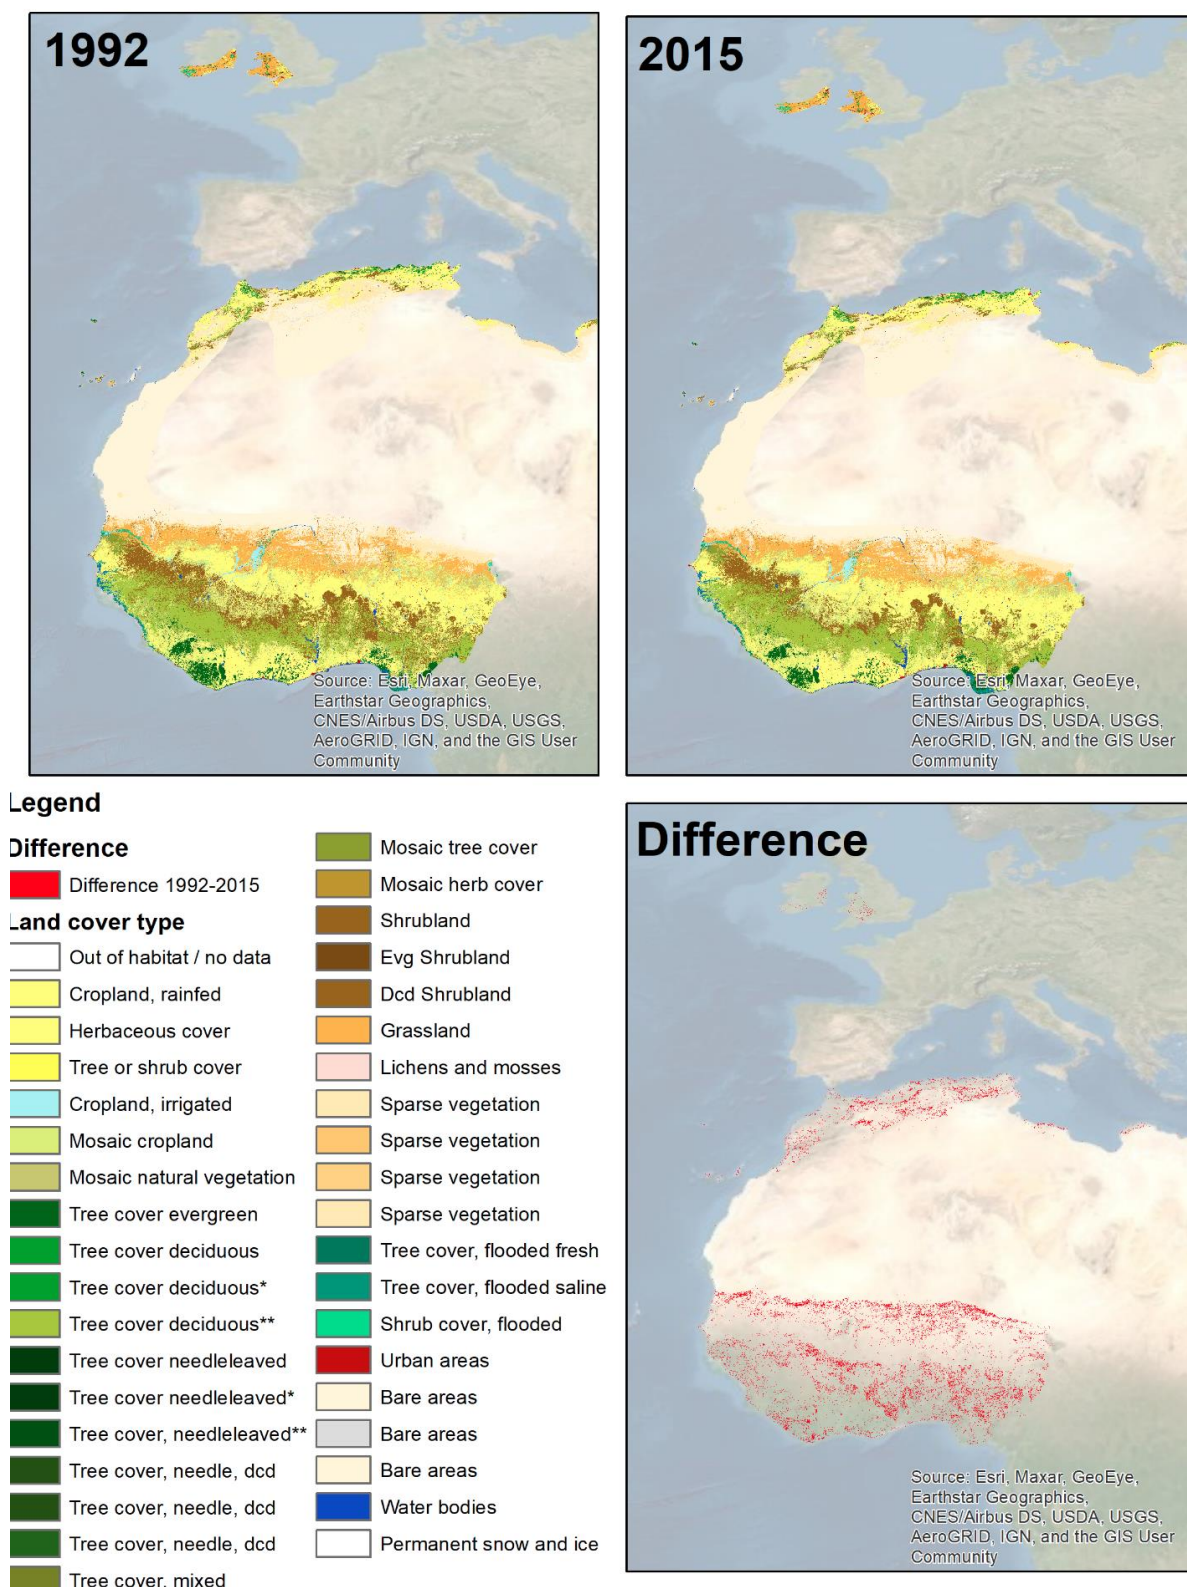 1992
Source: Esri, Maxar, GeoEye,
Earthstar Geographics,
CNES/Airbus DS, USDA, USGS,
AeroGRID, IGN, and the GIS User
Community
2015
Source: Esri, Maxar, GeoEye,
Earthstar Geographics,
CNES/Airbus DS, USDA, USGS,
AeroGRID, IGN, and the GIS User
Community
Legend
Difference
Difference 1992-2015
Land cover type
Out of habitat / no data
Cropland, rainfed
Herbaceous cover
Tree or shrub cover
Cropland, irrigated
Mosaic cropland
Mosaic natural vegetation
Tree cover evergreen
Tree cover deciduous
Tree cover deciduous*
Tree cover deciduous**
Tree cover needleleaved
Tree cover needleleaved*
Tree cover, needleleaved**
Tree cover, needle, dcd
Tree cover, needle, dcd
Tree cover, needle, dcd
Tree cover, mixed
Mosaic tree cover
Mosaic herb cover
Shrubland
Evg Shrubland
Dcd Shrubland
Grassland
Lichens and mosses
Sparse vegetation
Sparse vegetation
Sparse vegetation
Sparse vegetation
Tree cover, flooded fresh
Tree cover, flooded saline
Shrub cover, flooded
Urban areas
Bare areas
Bare areas
Bare areas
Water bodies
Permanent snow and ice
Difference
Source: Esri, Maxar, GeoEye,
Earthstar Geographics,
CNES/Airbus DS, USDA, USGS,
AeroGRID, IGN, and the GIS User
Community